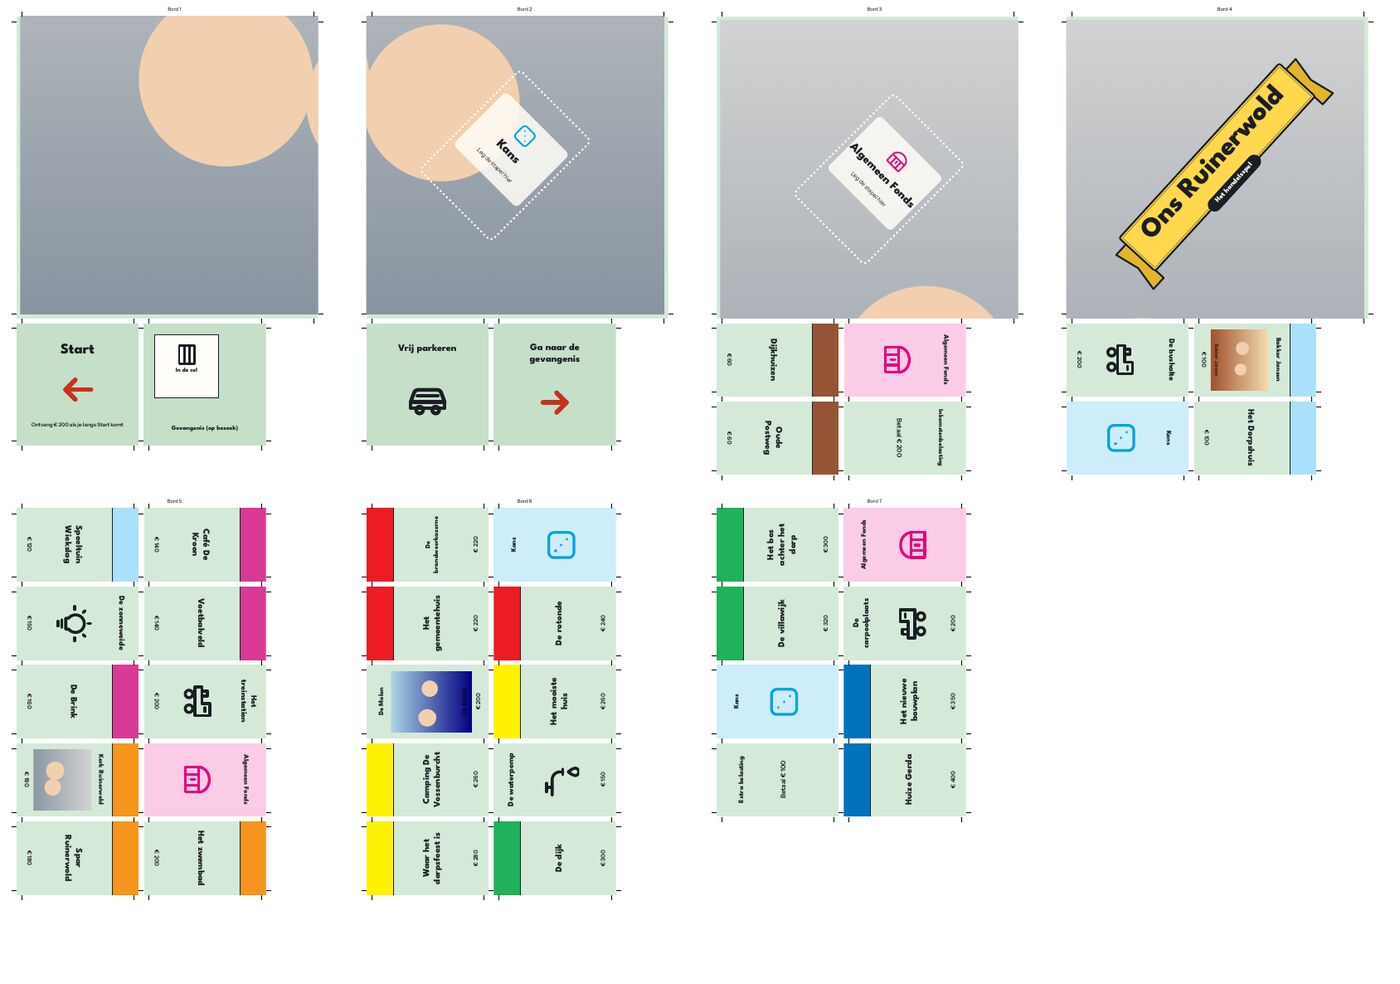 Bord 1
Bord 2
Bord 3
Bord 4
Kans
Leg de stapel hier
Algemeen Fonds
Leg de stapel hier
Ons Ruinerwold
Het handelsspel
Start
Ontvang € 200 als je langs Start komt
In de cel
Gevangenis (op bezoek)
Vrij parkeren
Ga naar de
gevangenis
Dijkhuizen
€ 60
Algemeen Fonds
Oude
Postweg
€ 60
Inkomstenbelasting
Betaal € 200
De bushalte
€ 200
Bakker Jansen
Bakker Jansen
€ 100
Kans
Het Dorpshuis
€ 100
Bord 5
Bord 6
Bord 7
Speeltuin
Wiekslag
€ 120
Café De
Kroon
€ 140
De zonneweide
€ 150
Voetbalveld
€ 140
De Brink
€ 160
Het
treinstation
€ 200
Kerk Ruinerwold
€ 180
Algemeen Fonds
Spar
Ruinerwold
€ 180
Het zwembad
€ 200
De
brandweerkazerne
€ 220
Kans
Het
gemeentehuis
€ 220
De rotonde
€ 240
De Molen
De Molen
€ 200
Het mooiste
huis
€ 260
Camping De
Vossenburcht
€ 260
De waterpomp
€ 150
Waar het
dorpsfeest is
€ 280
De dijk
€ 300
Het bos
achter het
dorp
€ 300
Algemeen Fonds
De villawijk
€ 320
De
carpoolplaats
€ 200
Kans
Het nieuwe
bouwplan
€ 350
Extra belasting
Betaal € 100
Huize Gerda
€ 400